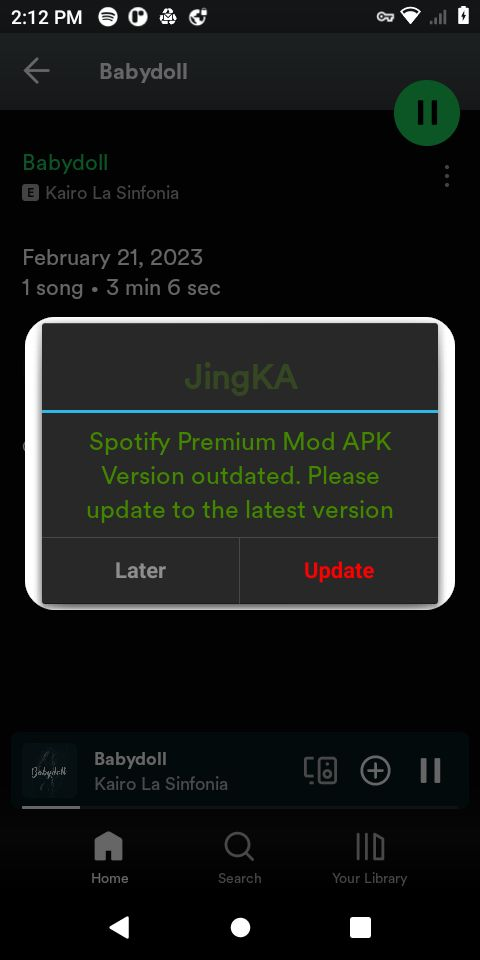 2:12 PM
Babydoll
Babydoll
E Kairo La Sinfonia
February 21, 2023
1 song • 3 min 6 sec
JingKA
Spotify Premium Mod APK
Version outdated. Please
update to the latest version
Later Update
Babydoll
Babydoll
Kairo La Sinfonia
Home Search Your Library